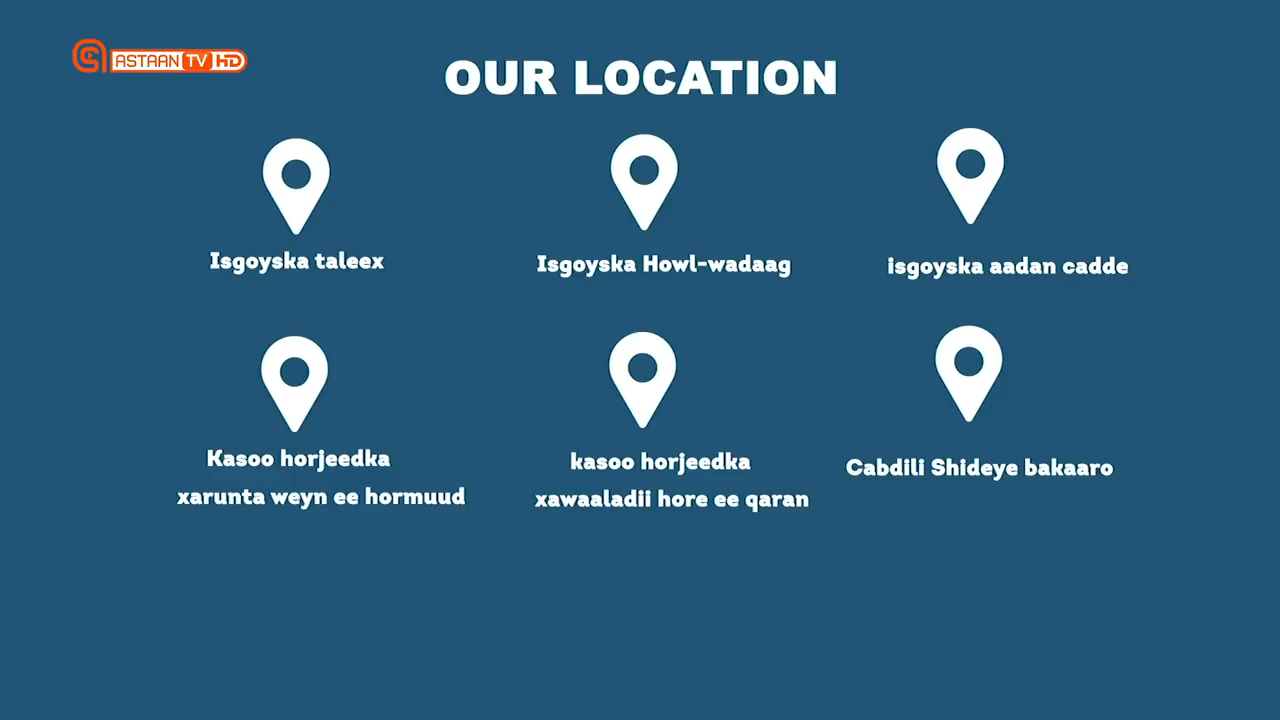 ASTAAN TV HD
OUR LOCATION
Isgoyska taleex
Isgoyska Howl-wadaag
isgoyska aadan cadde
Kasoo horjeedka
xarunta weyn ee hormuud
kasoo horjeedka
xawaaladii hore ee qaran
Cabdili Shideye bakaaro